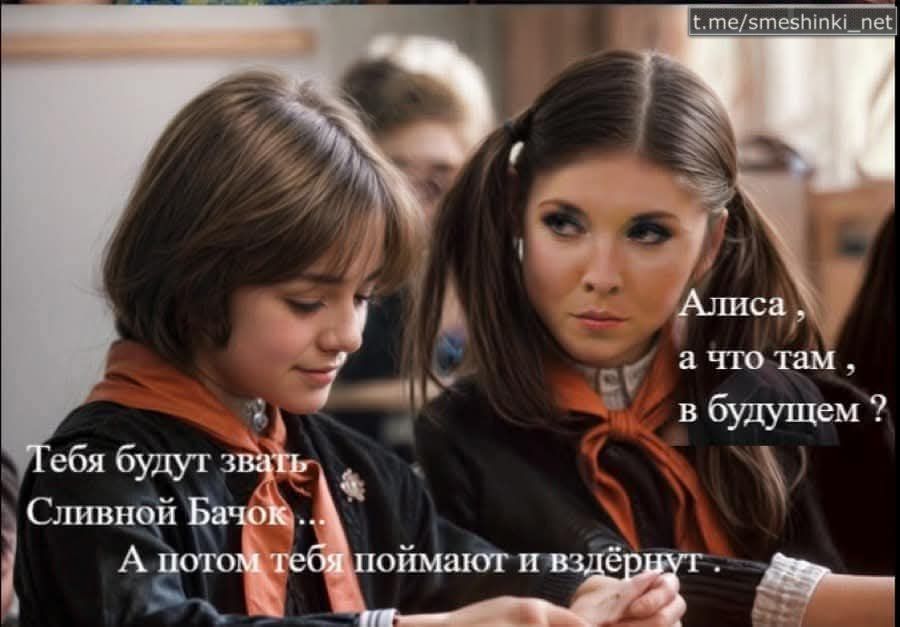 t.me/smeshinki_net
Алиса ,
а что там ,
в будущем ?
Тебя будут звать
Сливной Бачок ...
А потом тебя поймают и вздёрнут .